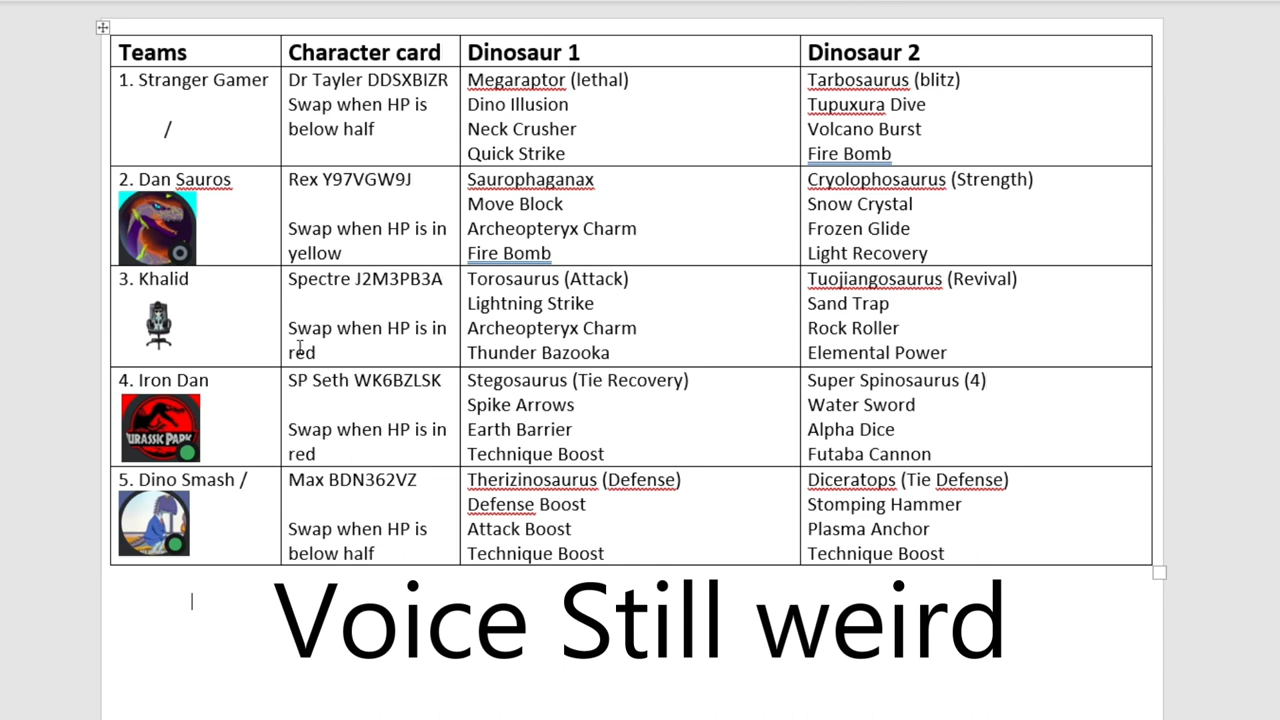 Teams
Character card
Dinosaur 1
Dinosaur 2
1. Stranger Gamer
/
Dr Tayler DDSXBIZR
Swap when HP is
below half
Megaraptor (lethal)
Dino Illusion
Neck Crusher
Quick Strike
Tarbosaurus (blitz)
Tupuxura Dive
Volcano Burst
Fire Bomb
2. Dan Sauros
Rex Y97VGW9J
Swap when HP is in
yellow
Saurophaganax
Move Block
Archeopteryx Charm
Fire Bomb
Cryolophosaurus (Strength)
Snow Crystal
Frozen Glide
Light Recovery
3. Khalid
Spectre J2M3PB3A
Swap when HP is in
red
Torosaurus (Attack)
Lightning Strike
Archeopteryx Charm
Thunder Bazooka
Tuojiangosaurus (Revival)
Sand Trap
Rock Roller
Elemental Power
4. Iron Dan
JURASSIC PARK
SP Seth WK6BZLSK
Swap when HP is in
red
Stegosaurus (Tie Recovery)
Spike Arrows
Earth Barrier
Technique Boost
Super Spinosaurus (4)
Water Sword
Alpha Dice
Futaba Cannon
5. Dino Smash /
Max BDN362VZ
Swap when HP is
below half
Therizinosaurus (Defense)
Defense Boost
Attack Boost
Technique Boost
Diceratops (Tie Defense)
Stomping Hammer
Plasma Anchor
Technique Boost
Voice Still weird